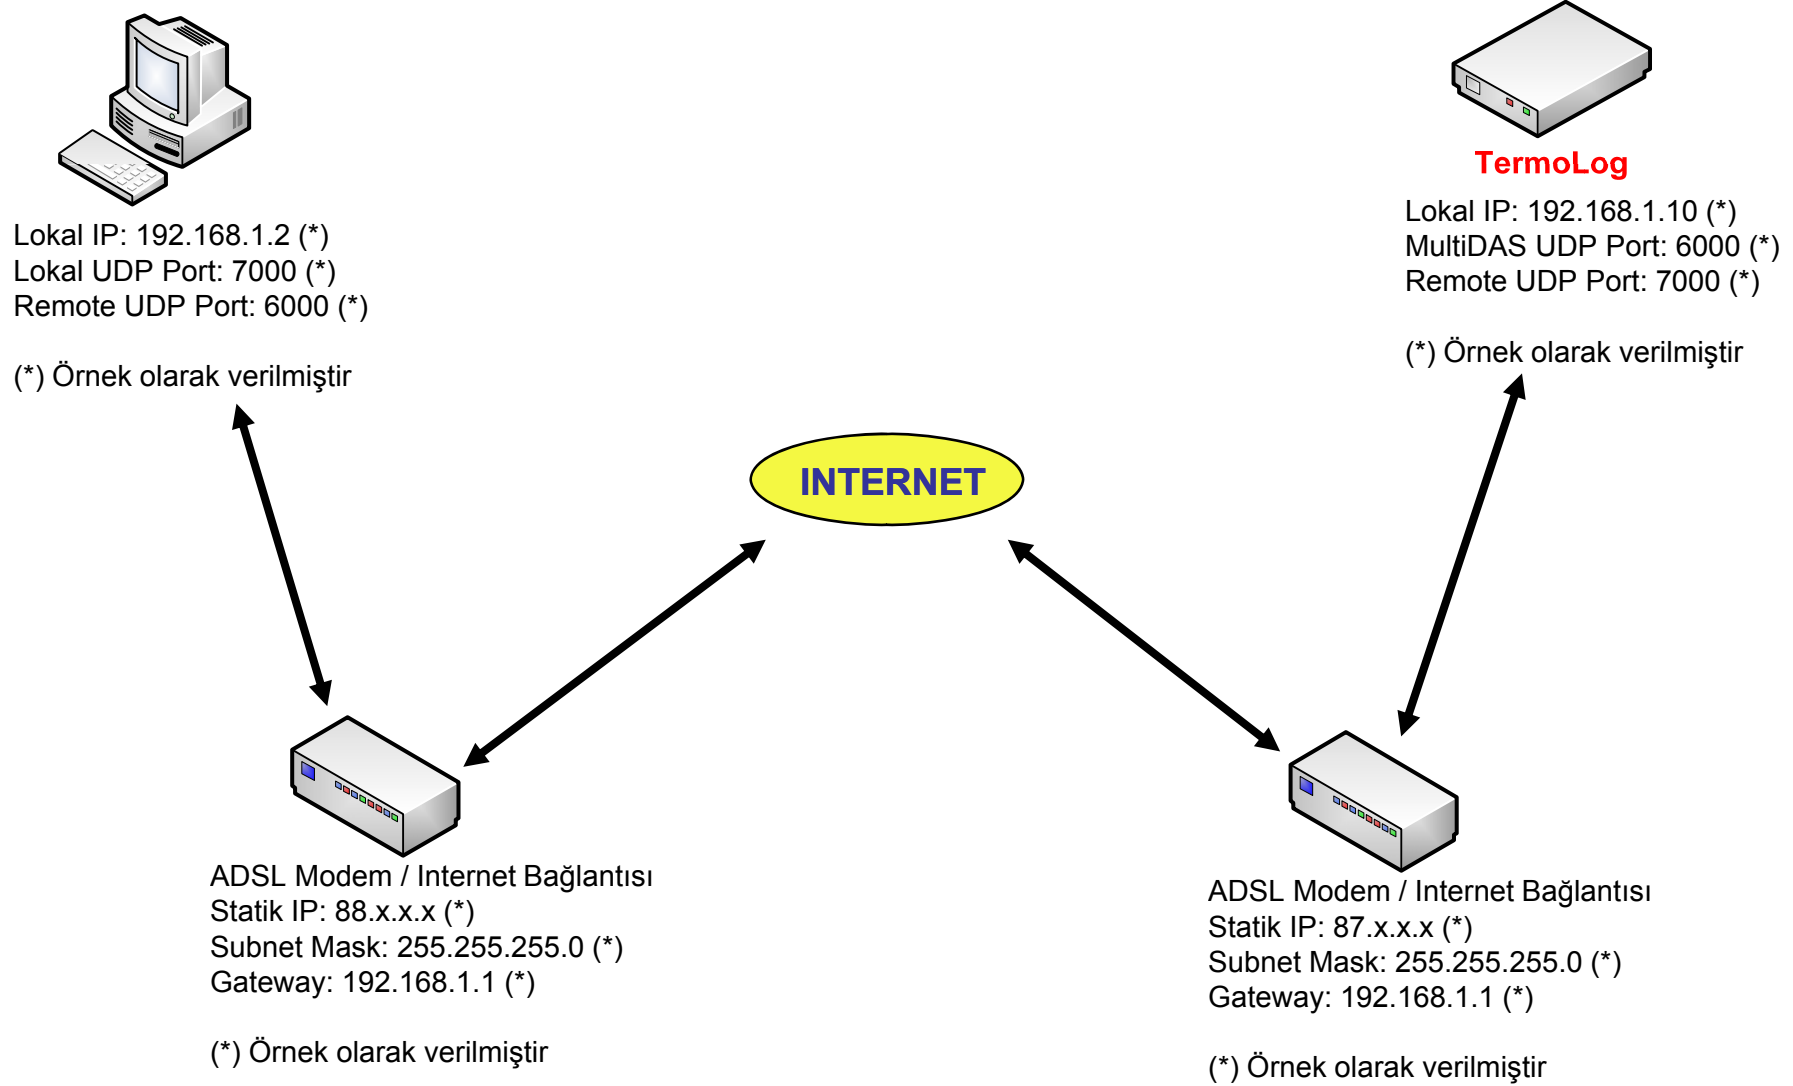 TermoLog
Lokal IP: 192.168.1.2 (*)
Lokal UDP Port: 7000 (*)
Remote UDP Port: 6000 (*)
(*) Örnek olarak verilmiştir
Lokal IP: 192.168.1.10 (*)
MultiDAS UDP Port: 6000 (*)
Remote UDP Port: 7000 (*)
(*) Örnek olarak verilmiştir
INTERNET
ADSL Modem / Internet Bağlantısı
Statik IP: 88.x.x.x (*)
Subnet Mask: 255.255.255.0 (*)
Gateway: 192.168.1.1 (*)
(*) Örnek olarak verilmiştir
ADSL Modem / Internet Bağlantısı
Statik IP: 87.x.x.x (*)
Subnet Mask: 255.255.255.0 (*)
Gateway: 192.168.1.1 (*)
(*) Örnek olarak verilmiştir